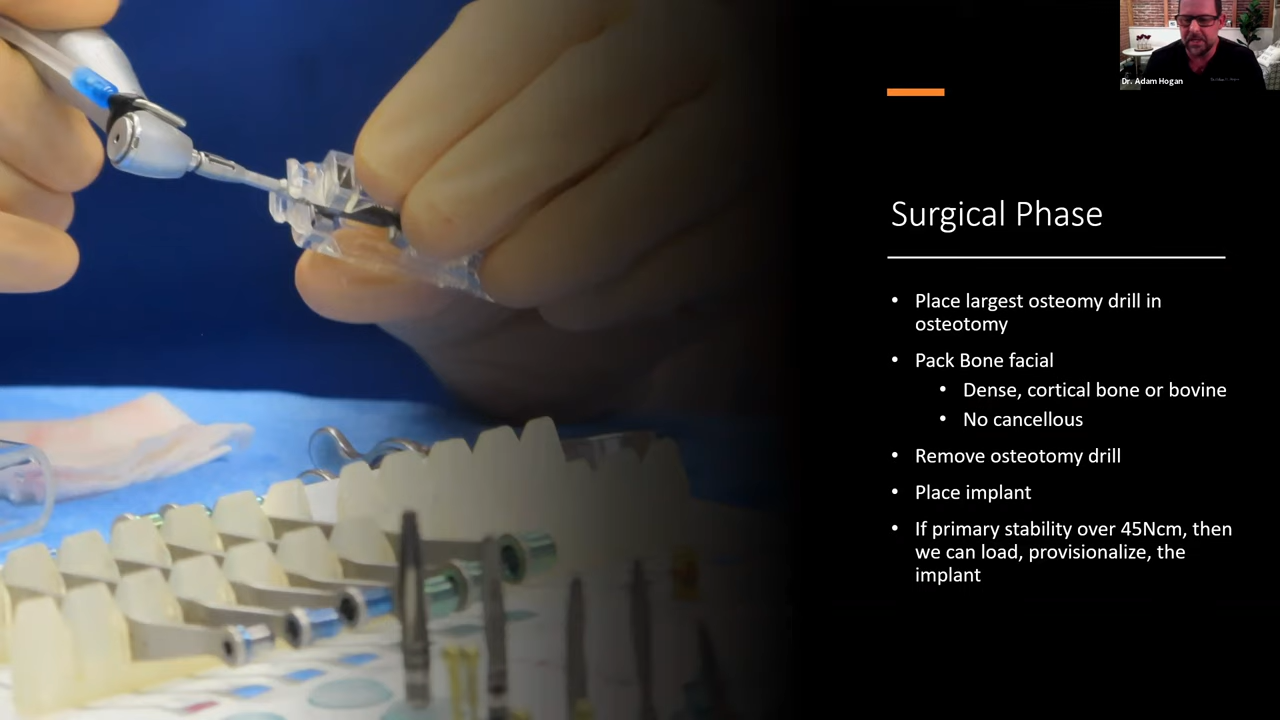 Dr. Adam Hogan
Surgical Phase
• Place largest osteomy drill in
osteotomy
• Pack Bone facial
• Dense, cortical bone or bovine
• No cancellous
• Remove osteotomy drill
• Place implant
• If primary stability over 45Ncm, then
we can load, provisionalize, the
implant